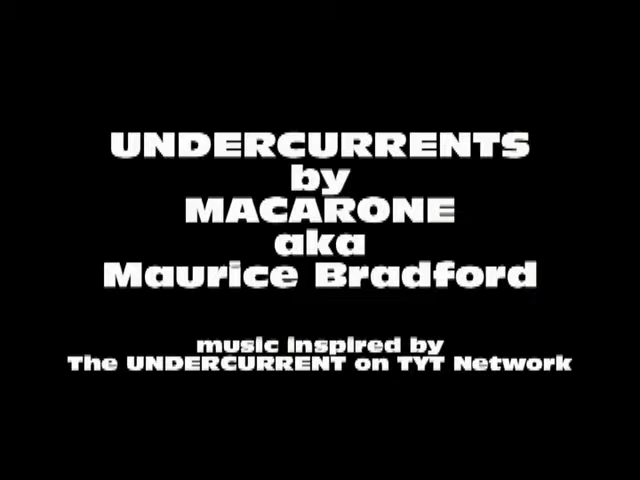 UNDERCURRENTS
by
MACARONE
aka
Maurice Bradford
music inspired by
The UNDERCURRENT on TYT Network